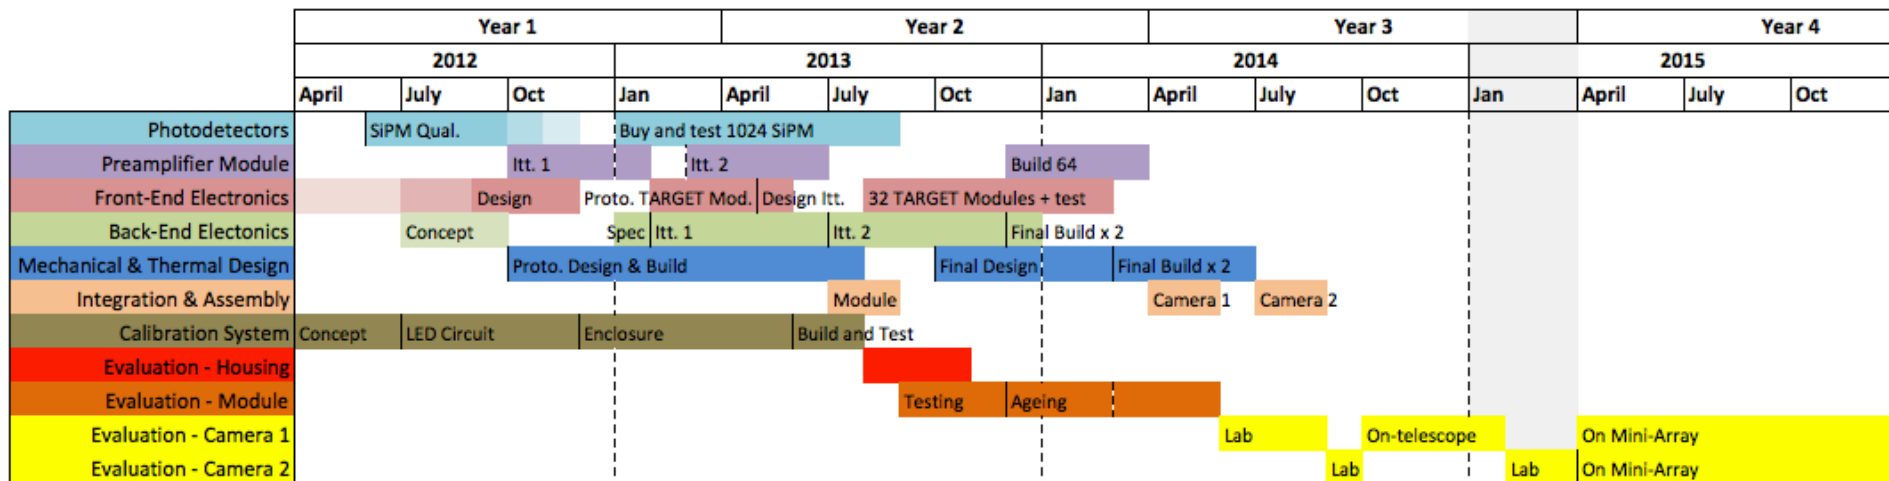 Year 1 Year 2 Year 3 Year 4
2012 2013 2014 2015
April July Oct Jan April July Oct Jan April July Oct Jan April July Oct
Photodetectors SiPM Qual. Buy and test 1024 SiPM
Preamplifier Module Itt. 1 Itt. 2 Build 64
Front-End Electronics Design Proto. TARGET Mod. Design Itt. 32 TARGET Modules + test
Back-End Electonics Concept Spec Itt. 1 Itt. 2 Final Build x 2
Mechanical & Thermal Design Proto. Design & Build Final Design Final Build x 2
Integration & Assembly Module Camera 1 Camera 2
Calibration System Concept LED Circuit Enclosure Build and Test
Evaluation - Housing
Evaluation - Module Testing Ageing
Evaluation - Camera 1 Lab On-telescope On Mini-Array
Evaluation - Camera 2 Lab Lab On Mini-Array